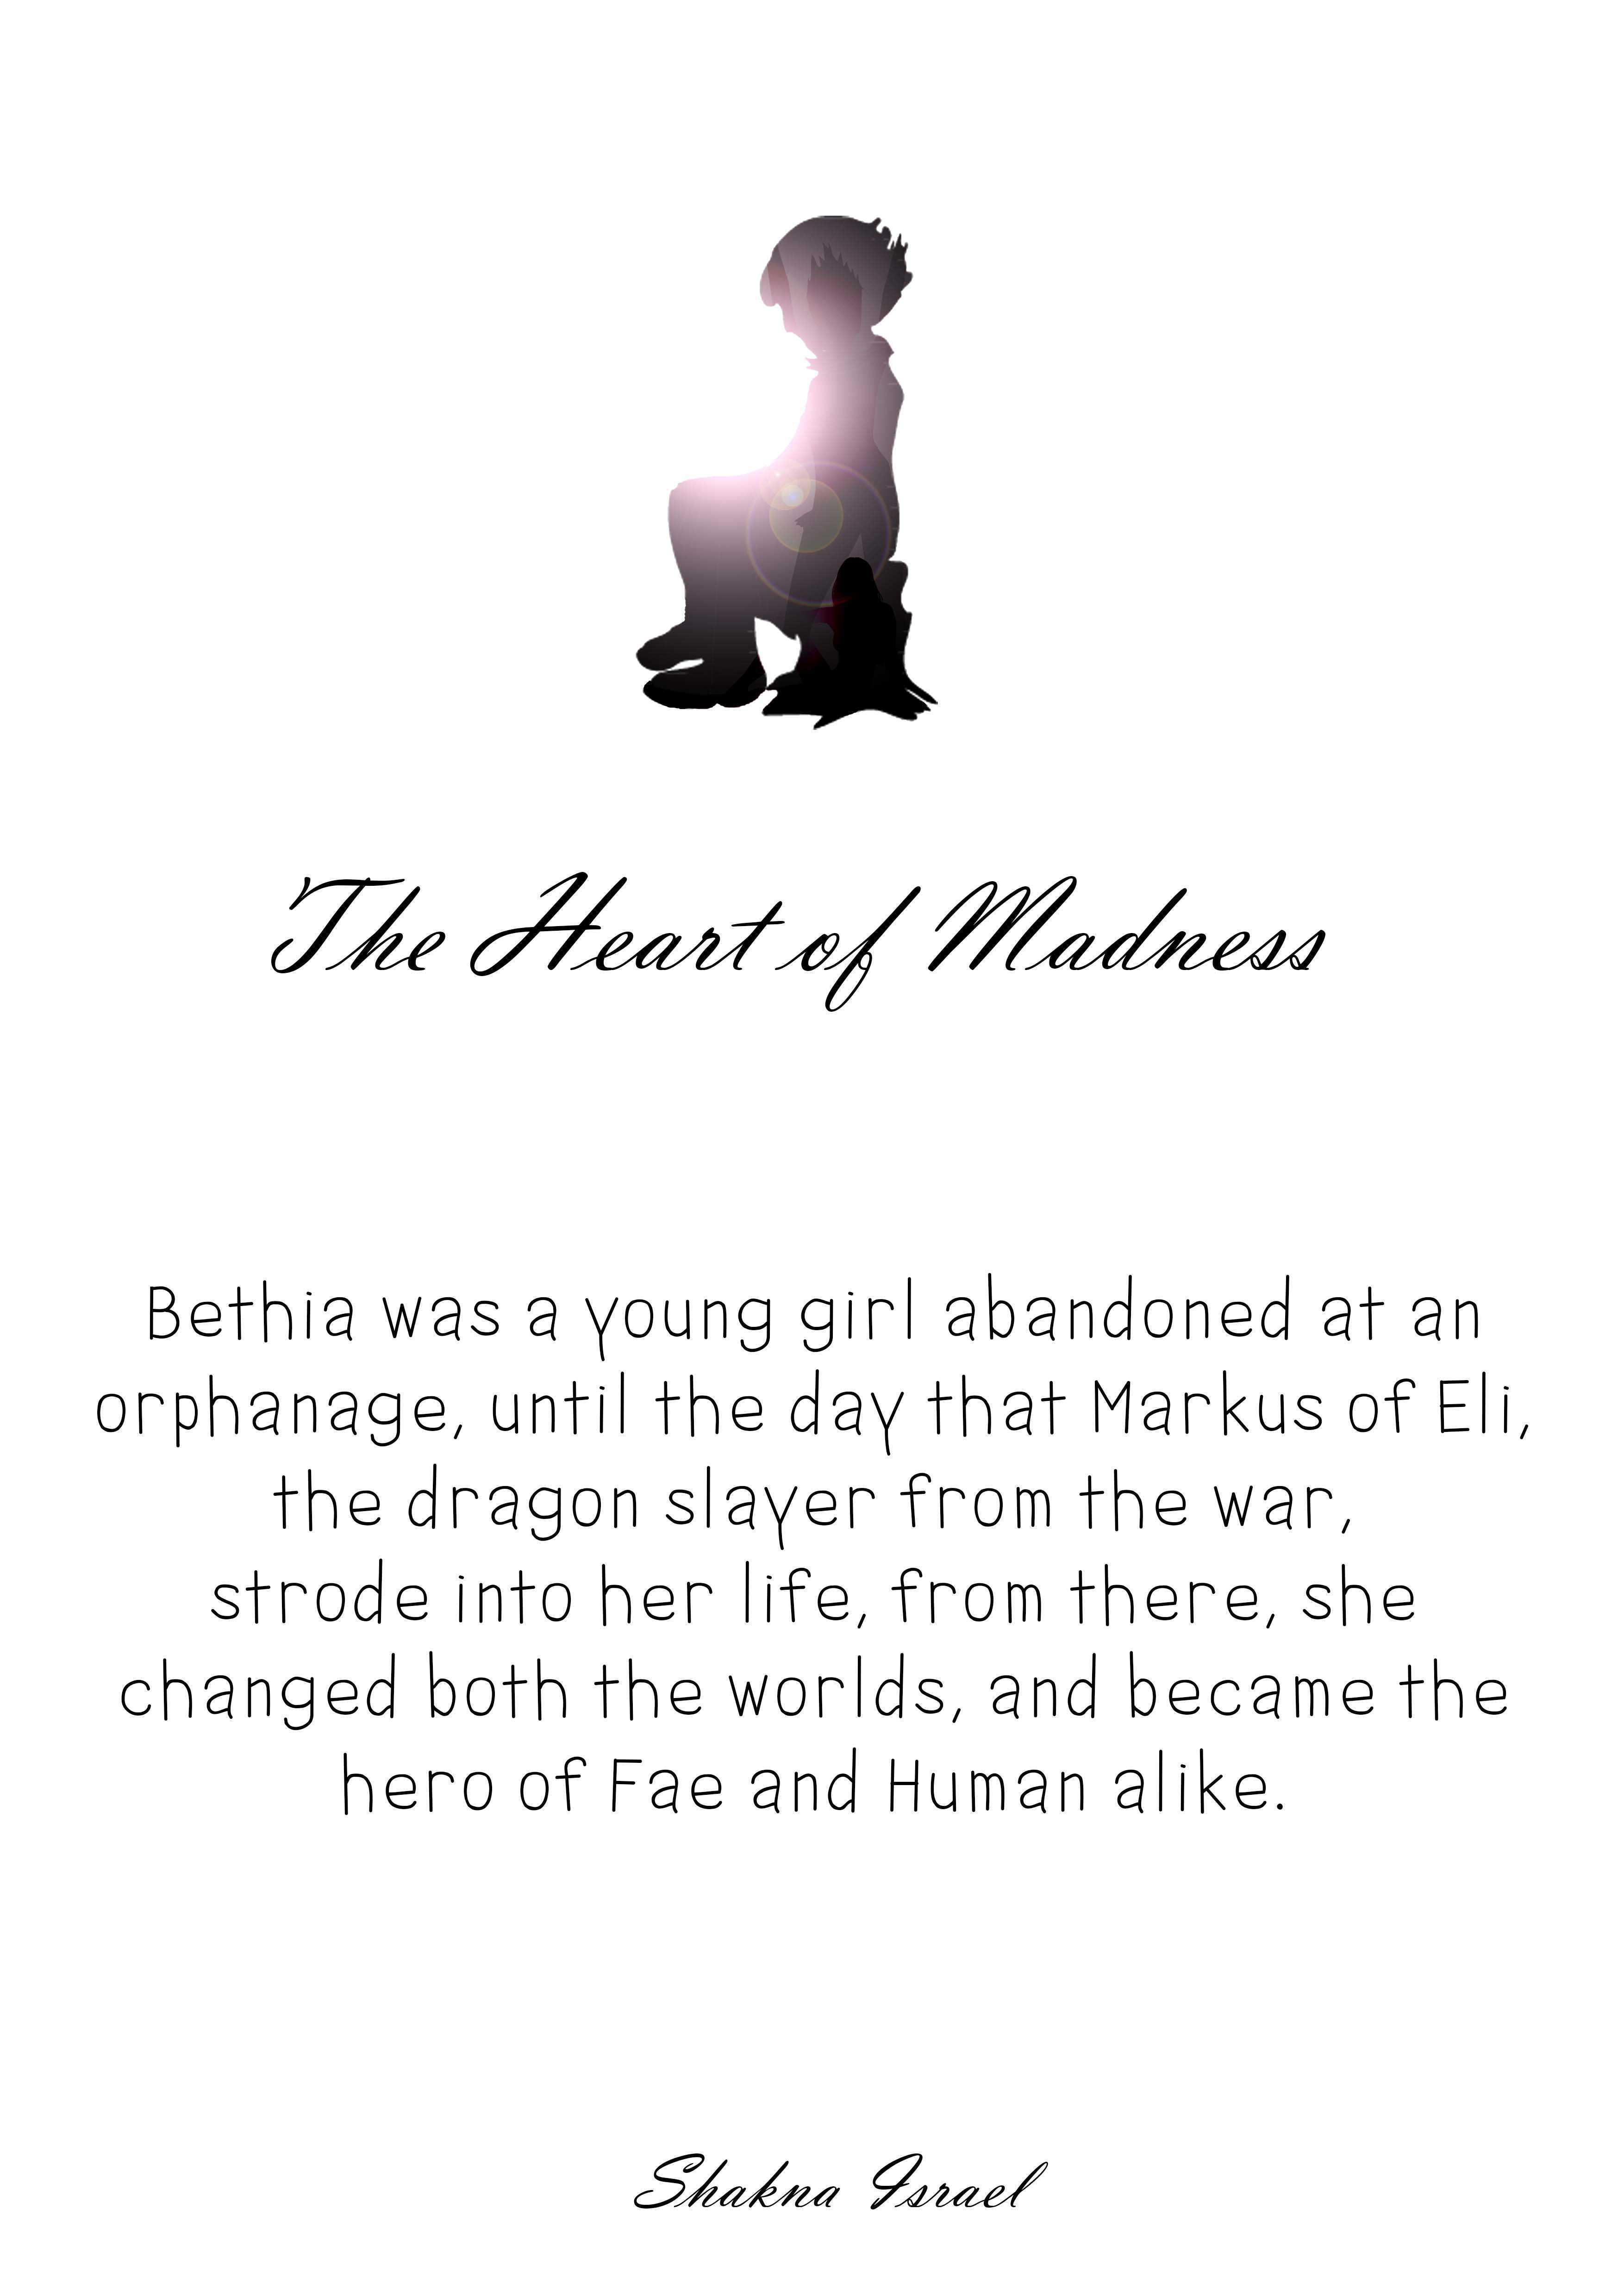 The Heart of Madness
Bethia was a young girl abandoned at an
orphanage, until the day that Markus of Eli,
the dragon slayer from the war,
strode into her life, from there, she
changed both the worlds, and became the
hero of Fae and Human alike.
Shakna Israel